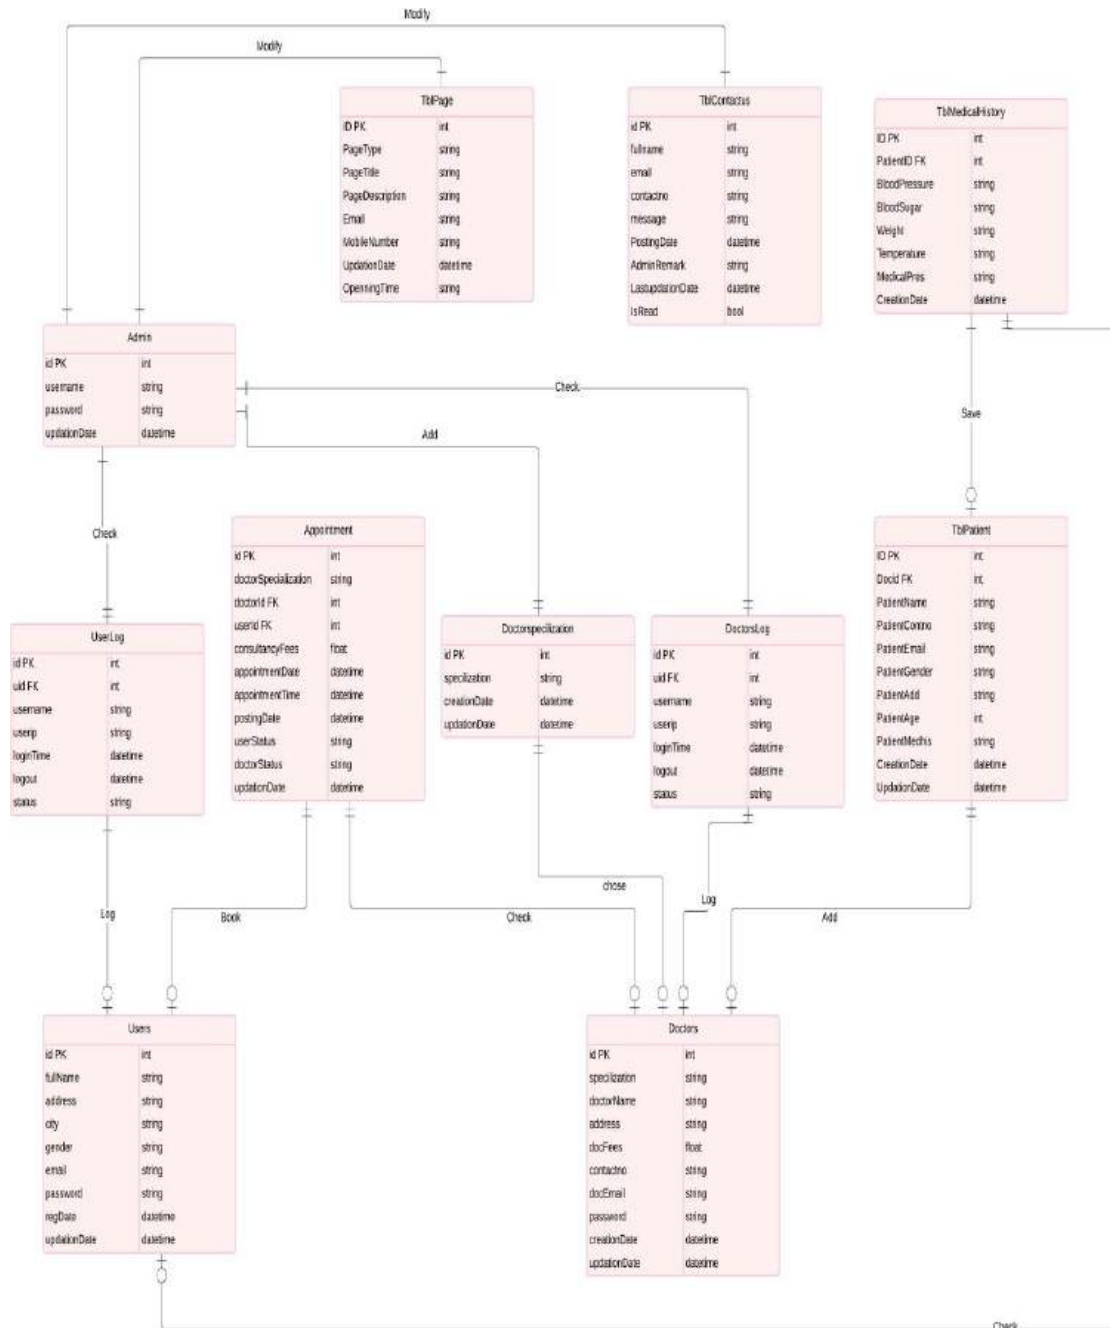 Modify
Modify
TblPage
ID PK int
PageType string
PageTitle string
PageDescription string
Email string
MobileNumber string
UpdationDate datetime
OpenningTime string
TblContactus
id PK int
fullname string
email string
contactno string
message string
PostingDate datetime
AdminRemark string
LastupdationDate datetime
IsRead bool
TblMedicalHistory
ID PK int
PatientID FK int
BloodPressure string
BloodSugar string
Weight string
Temperature string
MedicalPres string
CreationDate datetime
Admin
id PK int
username string
password string
updationDate datetime
Check
Add
Save
Check
Appointment
id PK int
doctorSpecialization string
doctorId FK int
userId FK int
consultancyFees float
appointmentDate datetime
appointmentTime datetime
postingDate datetime
userStatus string
doctorStatus string
updationDate datetime
TblPatient
ID PK int
Docid FK int
PatientName string
PatientContno string
PatientEmail string
PatientGender string
PatientAdd string
PatientAge int
PatientMedhis string
CreationDate datetime
UpdationDate datetime
UserLog
id PK int
uid FK int
username string
userip string
loginTime datetime
logout datetime
status string
Doctorspecilization
id PK int
specilization string
creationDate datetime
updationDate datetime
DoctorsLog
id PK int
uid FK int
username string
userip string
loginTime datetime
logout datetime
status string
Log
Book
Check
chose
Log
Add
Users
id PK int
fullName string
address string
city string
gender string
email string
password string
regDate datetime
updationDate datetime
Doctors
id PK int
specilization string
doctorName string
address string
docFees float
contactno string
docEmail string
password string
creationDate datetime
updationDate datetime
Check